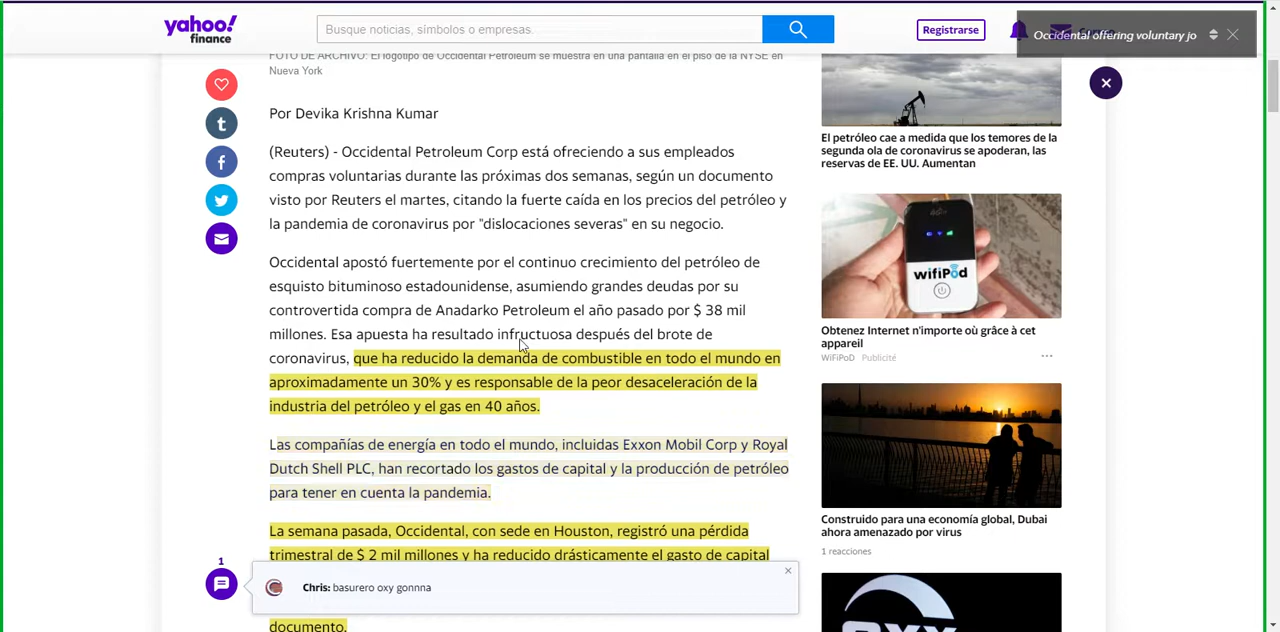 yahoo!
finance
Busque noticias, símbolos o empresas.
Registrarse
Occidental offering voluntary jo
FOTO DE ARCHIVO: El logotipo de Occidental Petroleum se muestra en una pantalla en el piso de la NYSE en
Nueva York
Por Devika Krishna Kumar
(Reuters) - Occidental Petroleum Corp está ofreciendo a sus empleados
compras voluntarias durante las próximas dos semanas, según un documento
visto por Reuters el martes, citando la fuerte caída en los precios del petróleo y
la pandemia de coronavirus por "dislocaciones severas" en su negocio.
Occidental apostó fuertemente por el continuo crecimiento del petróleo de
esquisto bituminoso estadounidense, asumiendo grandes deudas por su
controvertida compra de Anadarko Petroleum el año pasado por $ 38 mil
millones. Esa apuesta ha resultado infructuosa después del brote de
coronavirus, que ha reducido la demanda de combustible en todo el mundo en
aproximadamente un 30% y es responsable de la peor desaceleración de la
industria del petróleo y el gas en 40 años.
Las compañías de energía en todo el mundo, incluidas Exxon Mobil Corp y Royal
Dutch Shell PLC, han recortado los gastos de capital y la producción de petróleo
para tener en cuenta la pandemia.
La semana pasada, Occidental, con sede en Houston, registró una pérdida
trimestral de $ 2 mil millones y ha reducido drásticamente el gasto de capital
1
Chris: basurero oxy gonnna
documento.
El petróleo cae a medida que los temores de la
segunda ola de coronavirus se apoderan, las
reservas de EE. UU. Aumentan
wifiPod
Obtenez Internet n'importe où grâce à cet
appareil
WiFiPoD Publicité
Construido para una economía global, Dubai
ahora amenazado por virus
1 reacciones
OXY